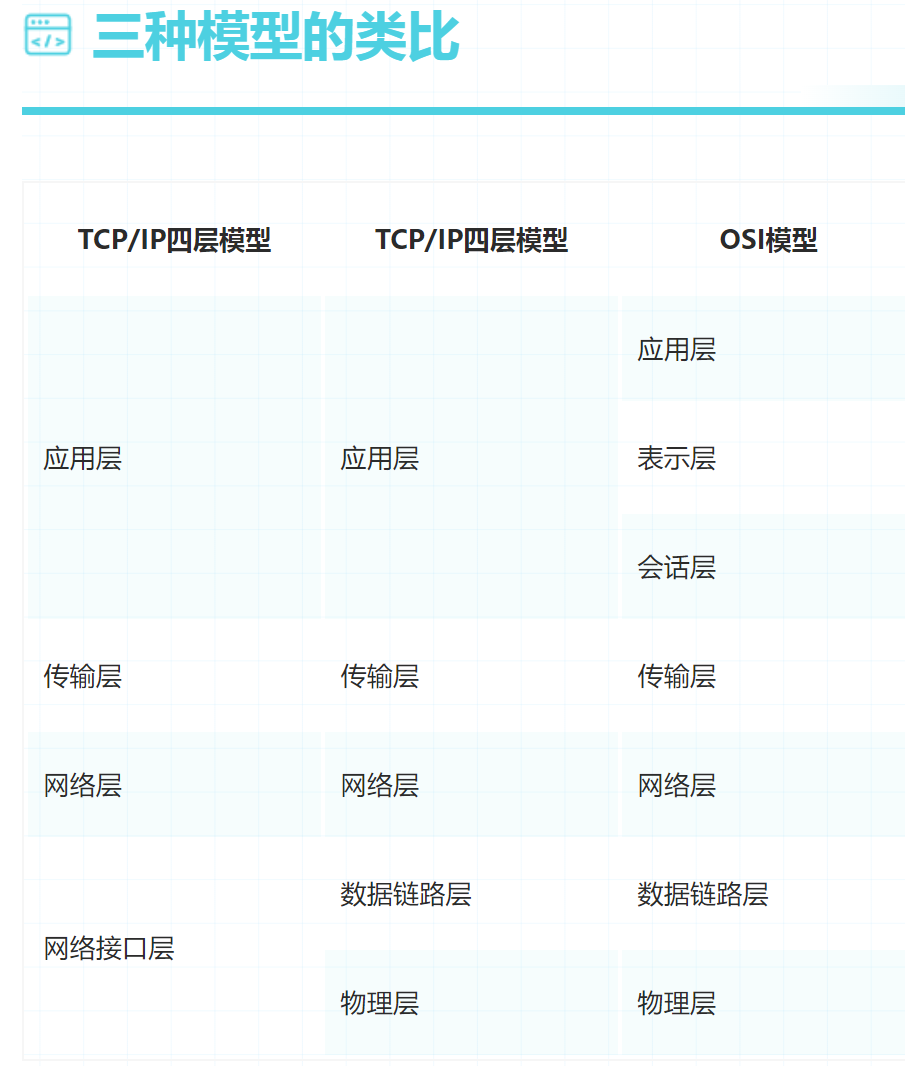 三种模型的类比
TCP/IP四层模型 TCP/IP四层模型 OSI模型
应用层
应用层 应用层 表示层
会话层
传输层 传输层 传输层
网络层 网络层 网络层
数据链路层 数据链路层
网络接口层
物理层 物理层